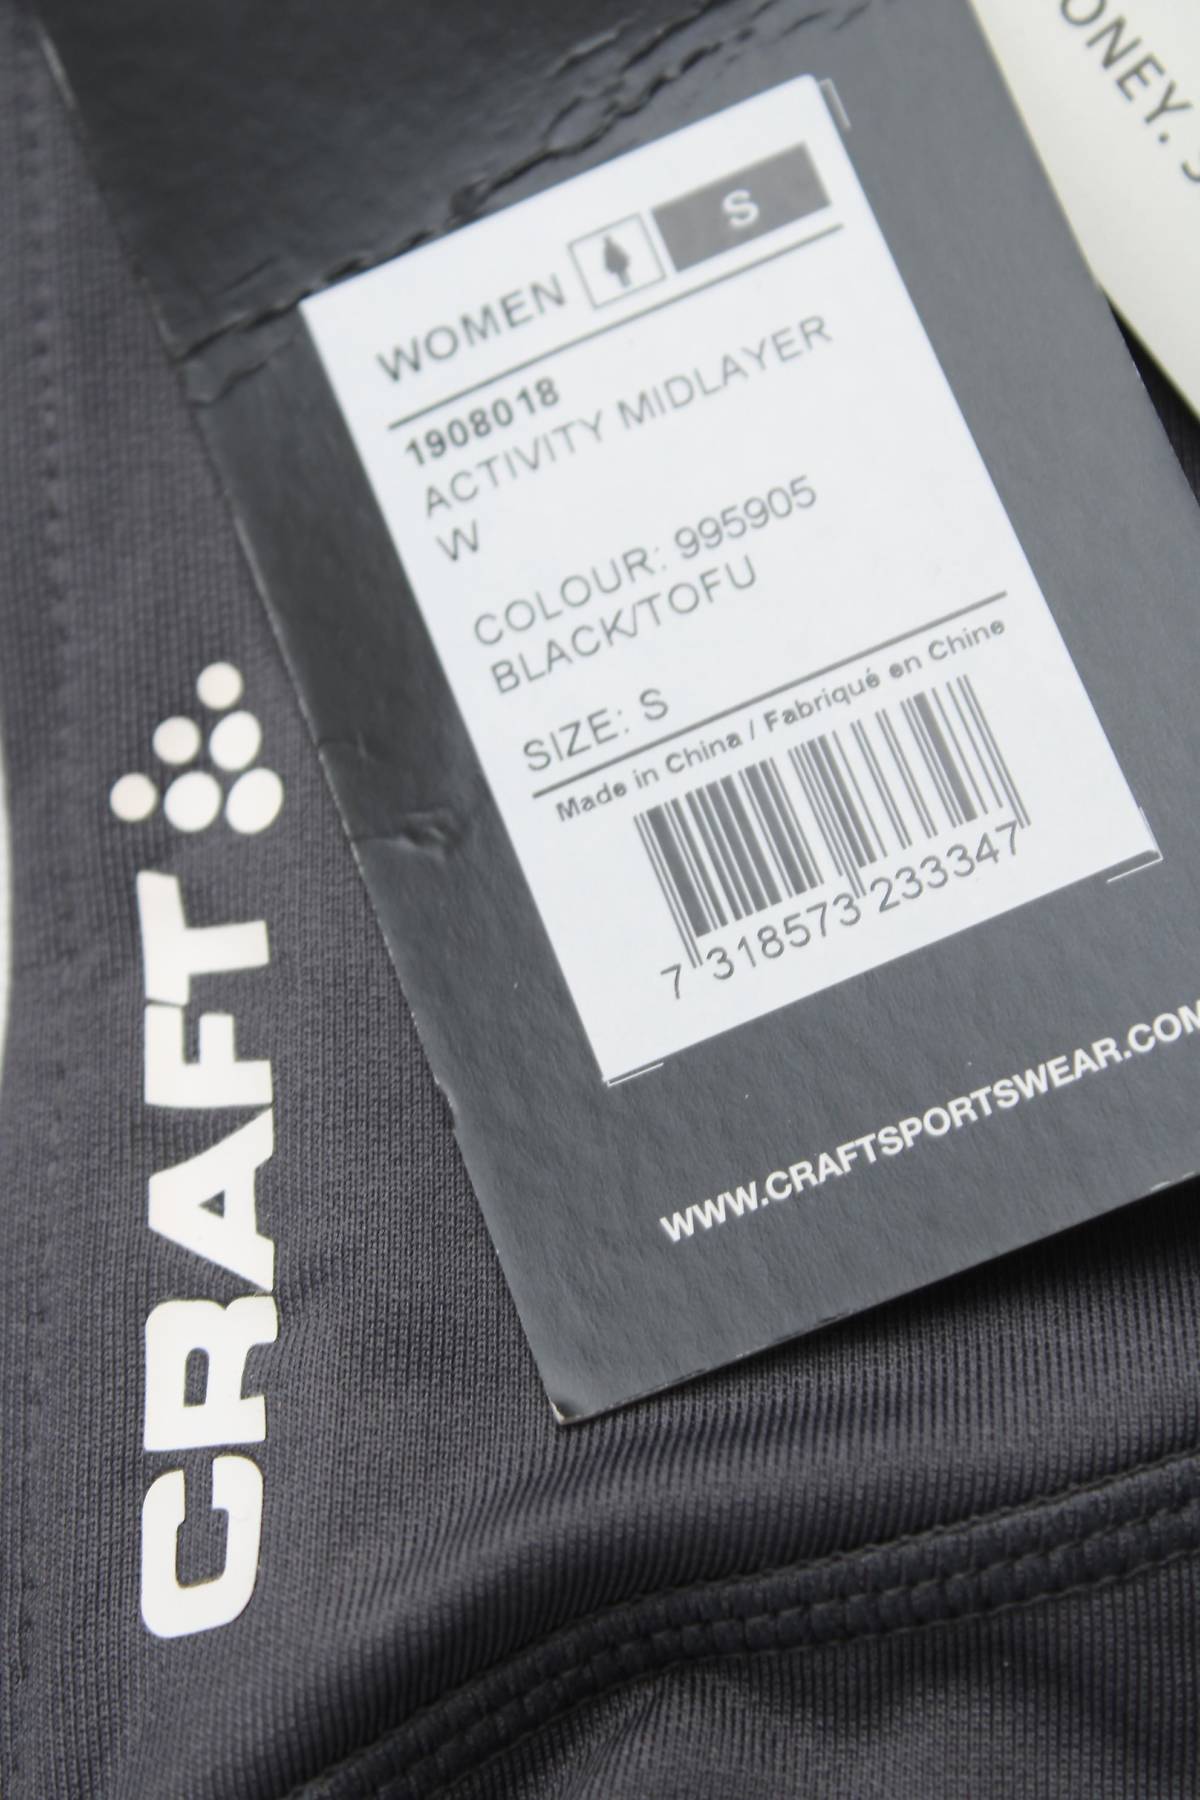 ONEY.
WOMEN S
1908018
ACTIVITY MIDLAYER
W
COLOUR: 995905
BLACK/TOFU
SIZE: S
Made in China / Fabriqué en Chine
7 318573 233347
WWW.CRAFTSPORTSWEAR.COM
CRAFT